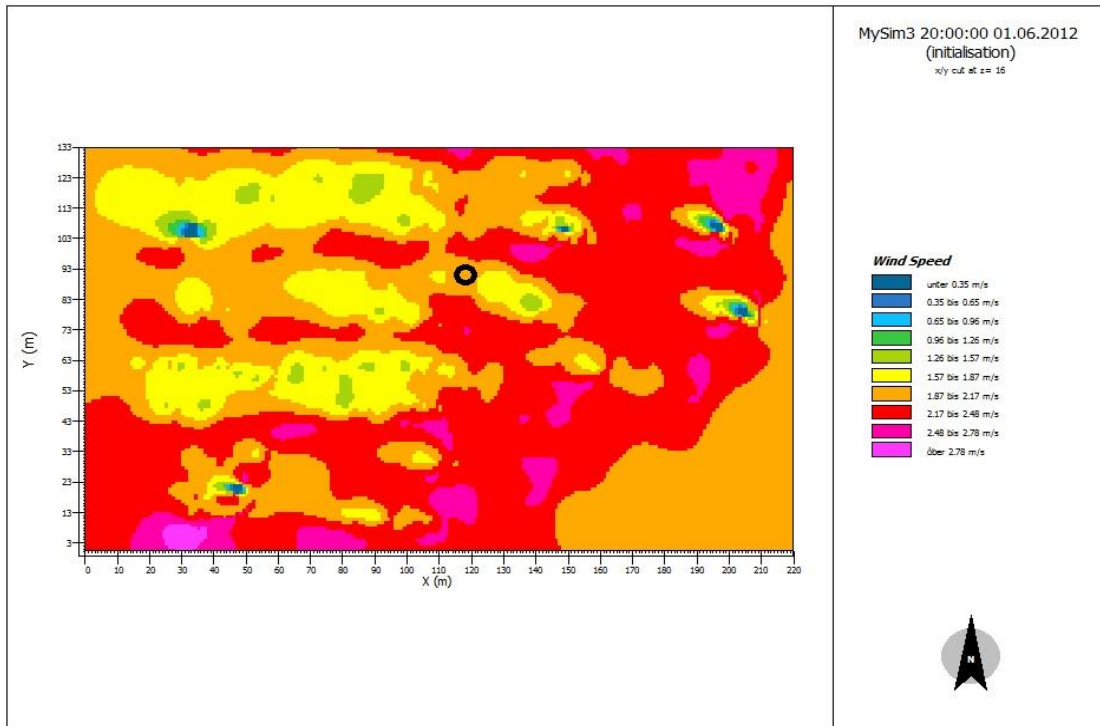 MySim3 20:00:00 01.06.2012
(initialisation)
x/y cut at z= 16
133
123
113
103
93
83
73
63
53
43
33
23
13
3
Y (m)
0 10 20 30 40 50 60 70 80 90 100 110 120 130 140 150 160 170 180 190 200 210 220
X (m)
Wind Speed
unter 0.35 m/s
0.35 bis 0.65 m/s
0.65 bis 0.96 m/s
0.96 bis 1.26 m/s
1.26 bis 1.57 m/s
1.57 bis 1.87 m/s
1.87 bis 2.17 m/s
2.17 bis 2.48 m/s
2.48 bis 2.78 m/s
öber 2.78 m/s
N